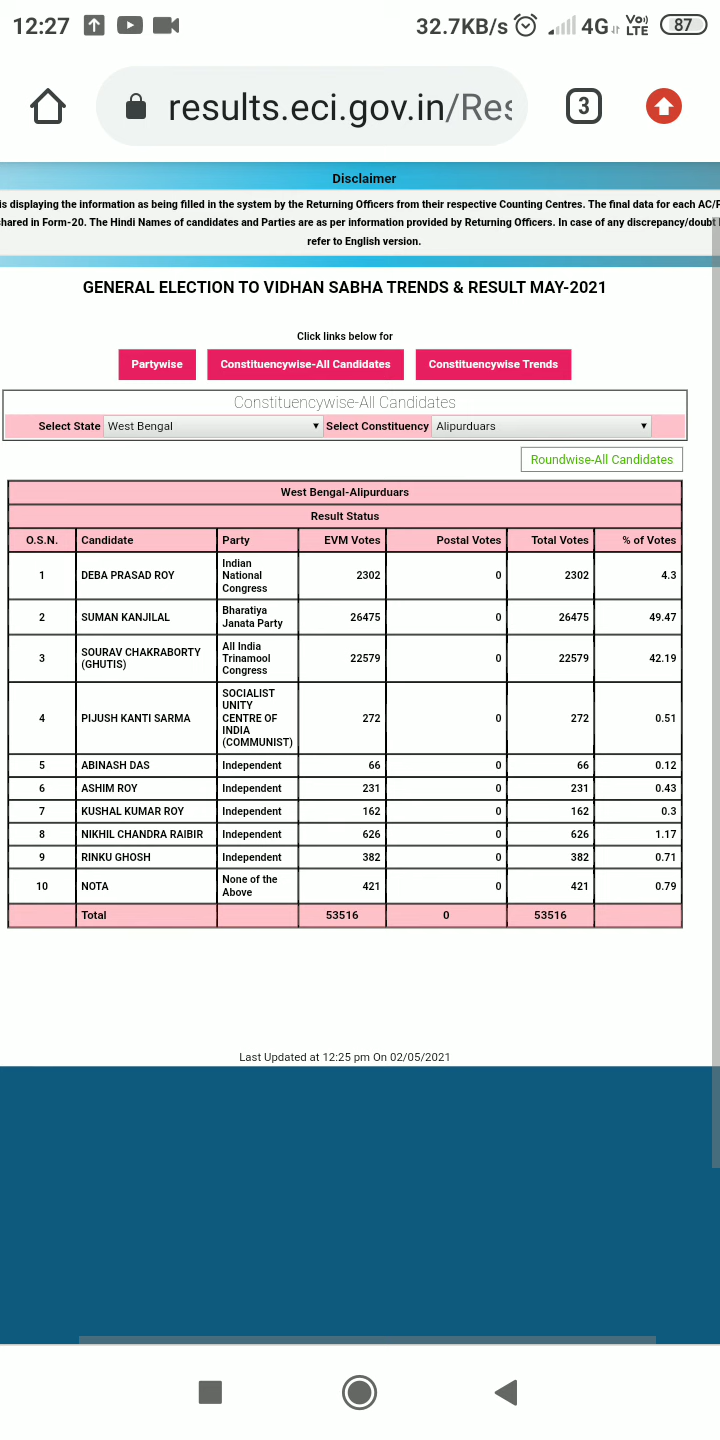 12:27 32.7KB/s 4G Vo)) LTE 87
results.eci.gov.in/Res
3
Disclaimer
is displaying the information as being filled in the system by the Returning Officers from their respective Counting Centres. The final data for each AC/P
shared in Form-20. The Hindi Names of candidates and Parties are as per information provided by Returning Officers. In case of any discrepancy/doubt
refer to English version.
GENERAL ELECTION TO VIDHAN SABHA TRENDS & RESULT MAY-2021
Click links below for
Partywise Constituencywise-All Candidates Constituencywise Trends
Constituencywise-All Candidates
Select State West Bengal Select Constituency Alipurduars
Roundwise-All Candidates
West Bengal-Alipurduars
Result Status
O.S.N. Candidate Party EVM Votes Postal Votes Total Votes % of Votes
1 DEBA PRASAD ROY Indian National Congress 2302 0 2302 4.3
2 SUMAN KANJILAL Bharatiya Janata Party 26475 0 26475 49.47
3 SOURAV CHAKRABORTY (GHUTIS) All India Trinamool Congress 22579 0 22579 42.19
4 PIJUSH KANTI SARMA SOCIALIST UNITY CENTRE OF INDIA (COMMUNIST) 272 0 272 0.51
5 ABINASH DAS Independent 66 0 66 0.12
6 ASHIM ROY Independent 231 0 231 0.43
7 KUSHAL KUMAR ROY Independent 162 0 162 0.3
8 NIKHIL CHANDRA RAIBIR Independent 626 0 626 1.17
9 RINKU GHOSH Independent 382 0 382 0.71
10 NOTA None of the Above 421 0 421 0.79
Total 53516 0 53516
Last Updated at 12:25 pm On 02/05/2021